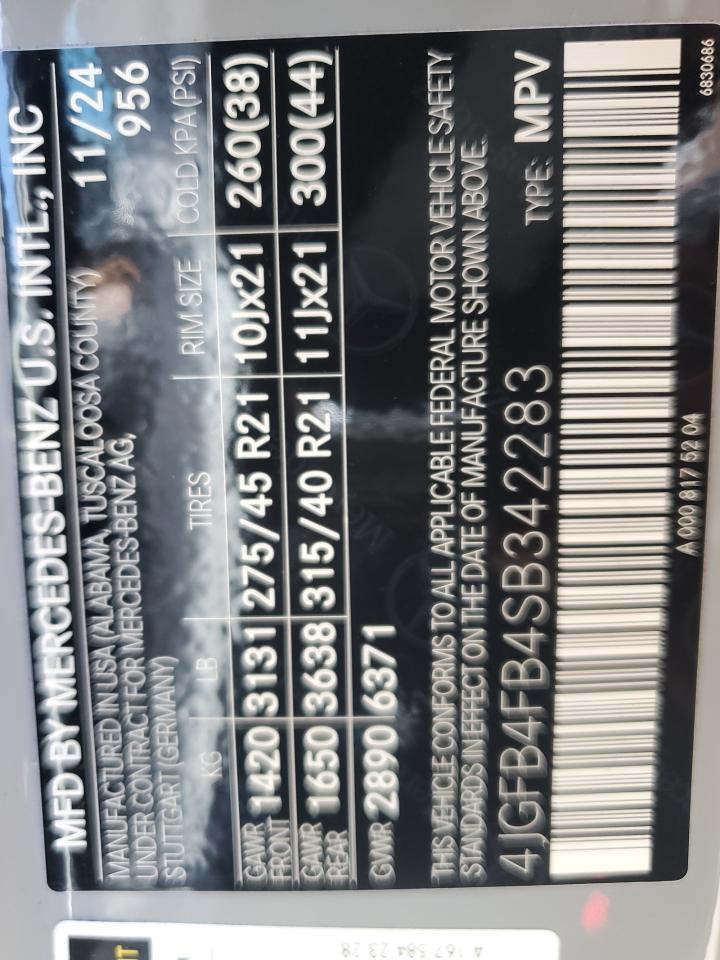 MFD BY MERCEDES-BENZ U.S. INTL., INC
MANUFACTURED IN USA (ALABAMA, TUSCALOOSA COUNTY) 11/24
UNDER CONTRACT FOR MERCEDES-BENZ AG, 956
STUTTGART (GERMANY)
KG LB TIRES RIM SIZE COLD KPA (PSI)
GAWR FRONT 1420 3131 275/45 R21 10Jx21 260(38)
GAWR REAR 1650 3638 315/40 R21 11Jx21 300(44)
GVWR 2890 6371
THIS VEHICLE CONFORMS TO ALL APPLICABLE FEDERAL MOTOR VEHICLE SAFETY
STANDARDS IN EFFECT ON THE DATE OF MANUFACTURE SHOWN ABOVE.
4JGFB4FB4SB342283 TYPE: MPV
A 000 817 52 04 6830686
A 167 584 23 28